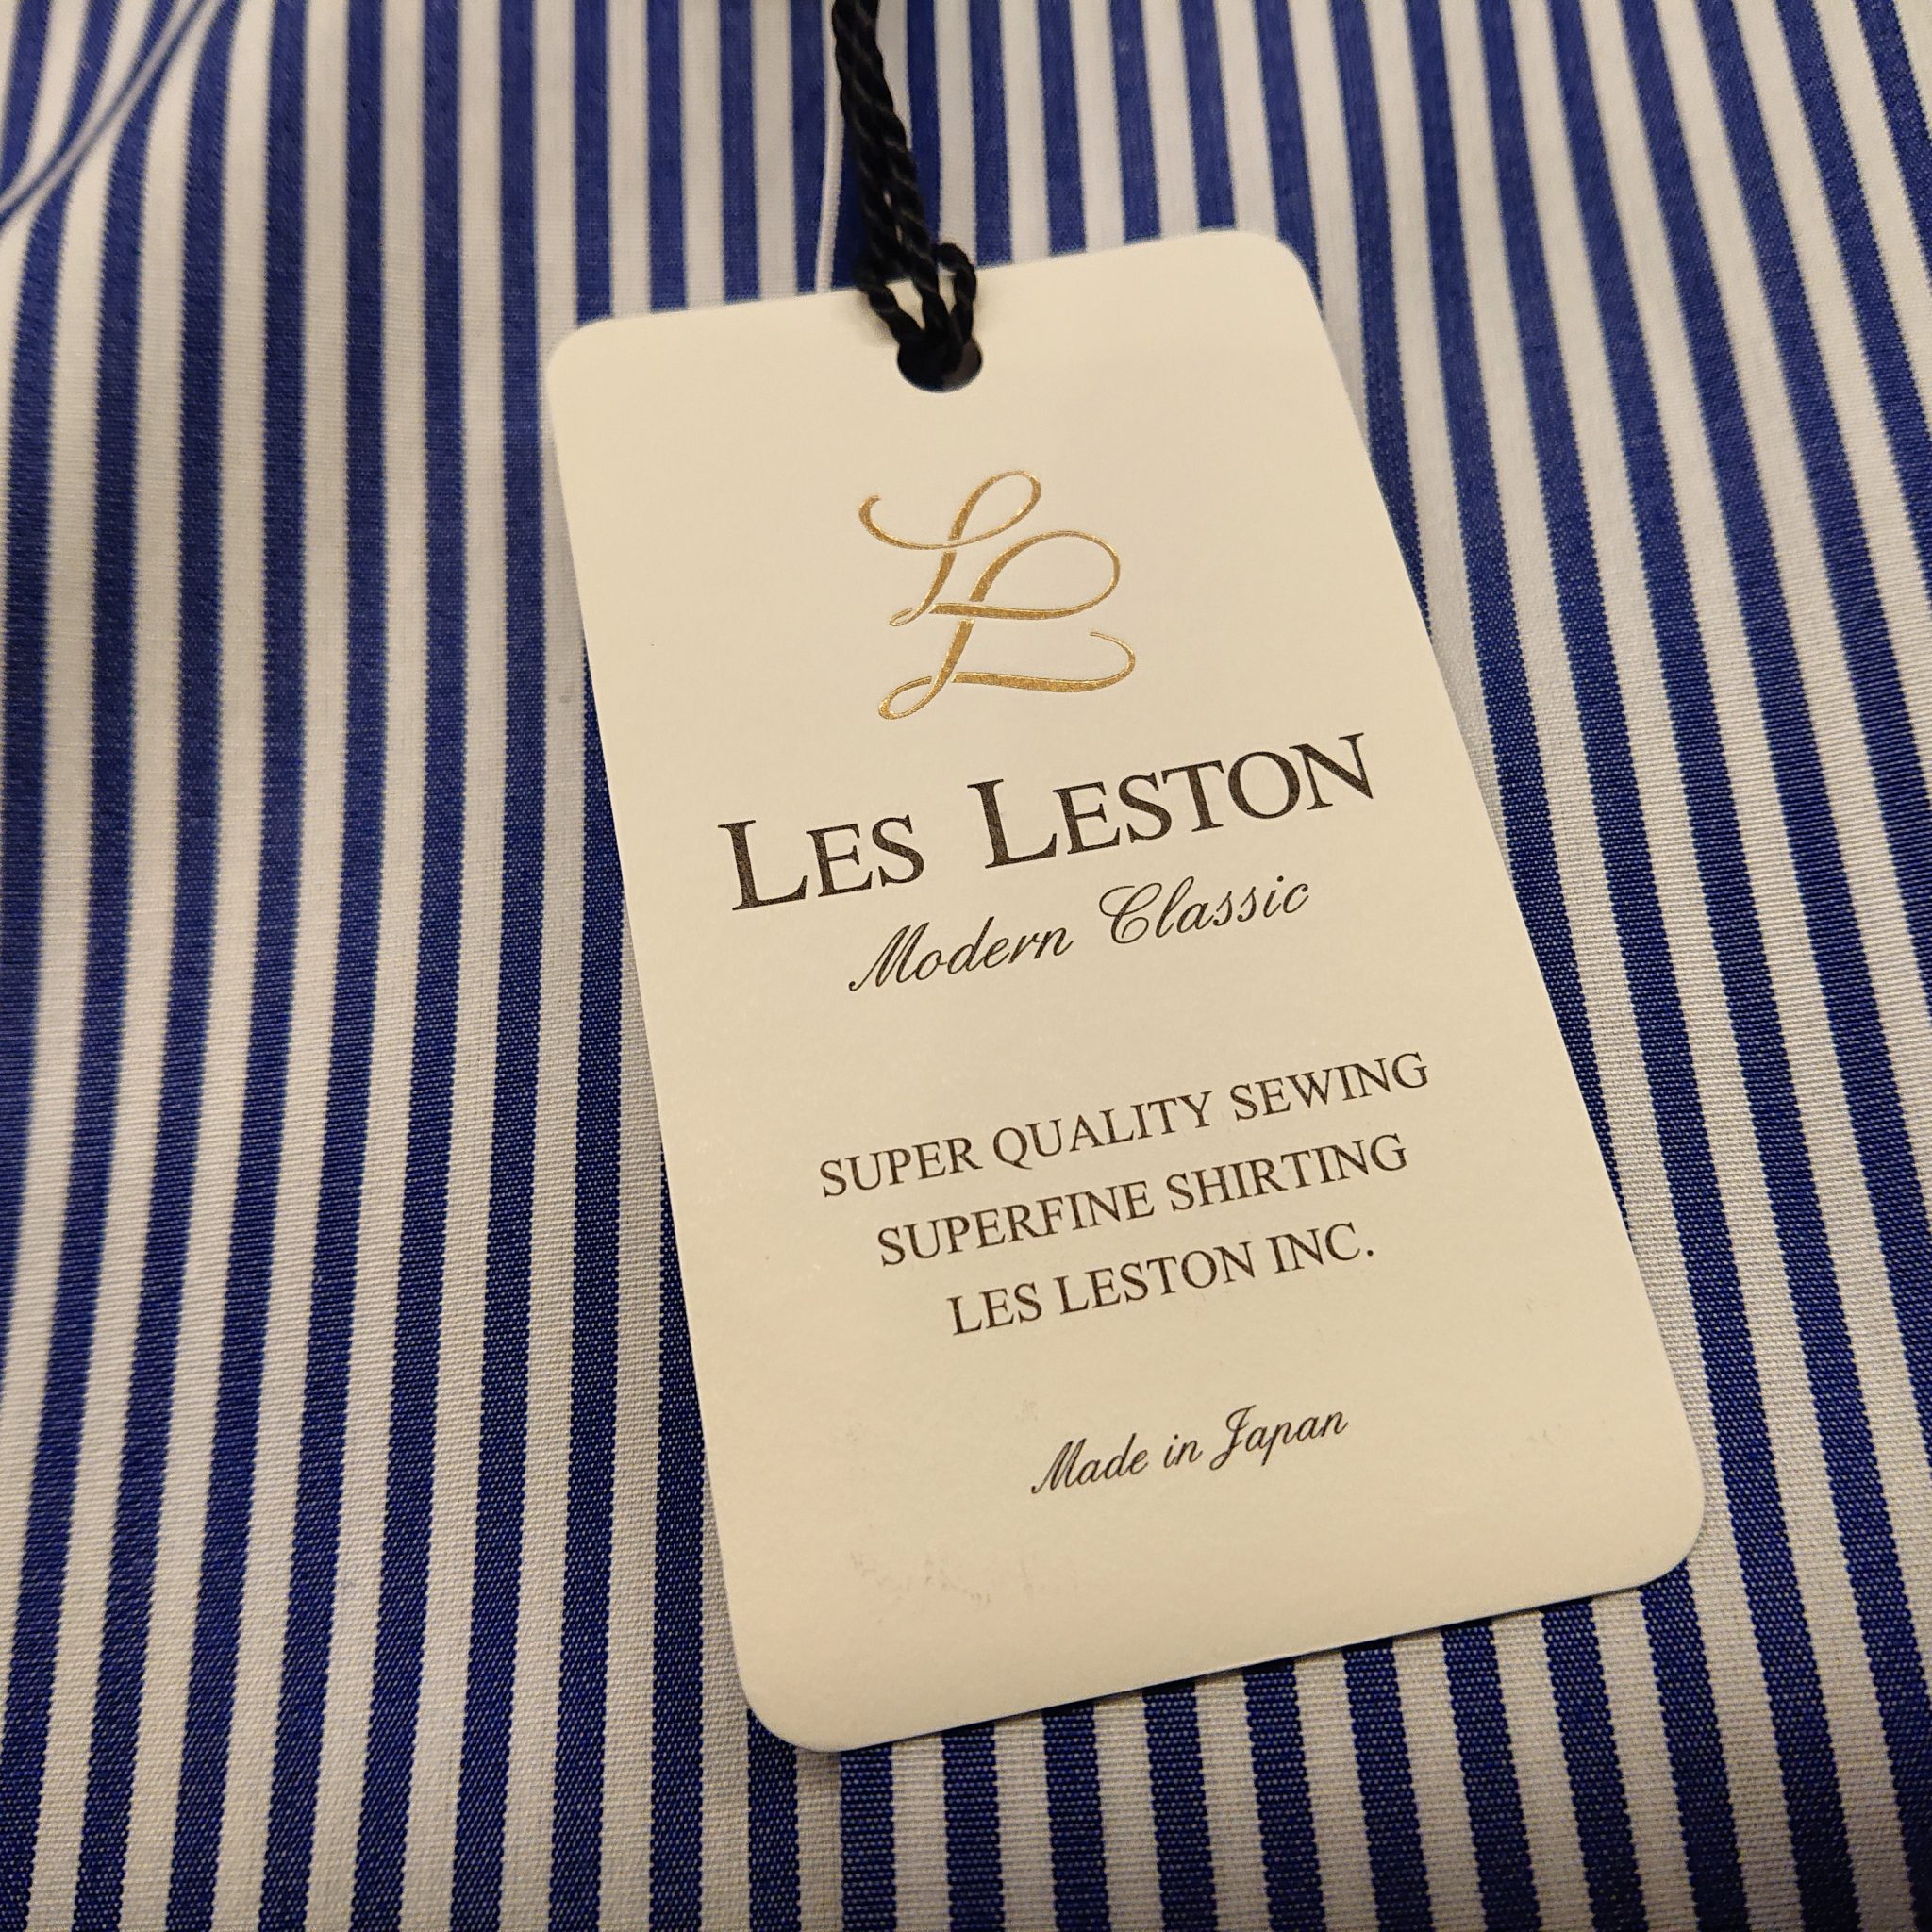 LL
LES LESTON
Modern Classic
SUPER QUALITY SEWING
SUPERFINE SHIRTING
LES LESTON INC.
Made in Japan